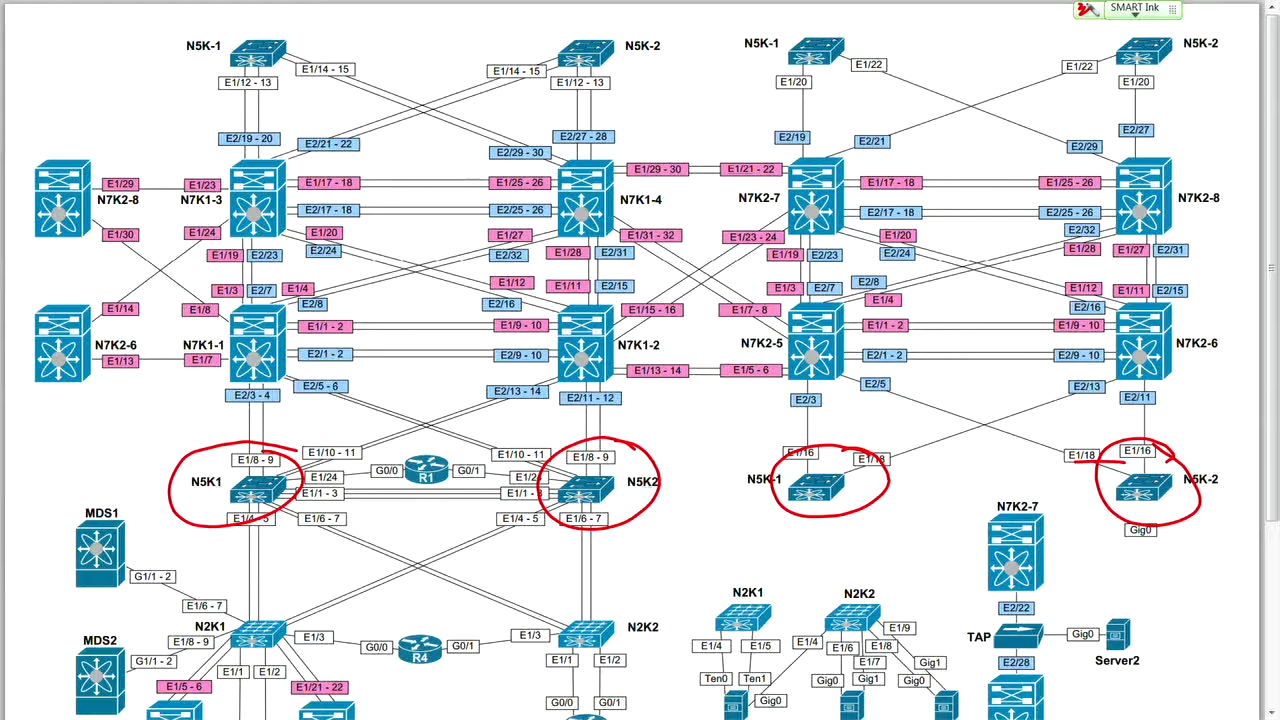 SMART Ink
N5K-1
N5K-2
N5K-1
N5K-2
E1/14 - 15
E1/14 - 15
E1/22
E1/22
E1/12 - 13
E1/12 - 13
E1/20
E1/20
E2/19 - 20
E2/21 - 22
E2/27 - 28
E2/29 - 30
E2/19
E2/21
E2/27
E2/29
E1/29
E1/23
E1/17 - 18
E1/25 - 26
E1/29 - 30
E1/21 - 22
E1/17 - 18
E1/25 - 26
N7K2-8
N7K1-3
N7K1-4
N7K2-7
N7K2-8
E2/17 - 18
E2/25 - 26
E2/17 - 18
E2/25 - 26
E1/30
E1/24
E1/20
E1/27
E1/31 - 32
E1/23 - 24
E1/20
E2/32
E1/19
E2/23
E2/24
E2/32
E1/28
E2/31
E1/19
E2/23
E2/24
E1/28
E1/27
E2/31
E1/3
E2/7
E1/4
E1/12
E1/11
E2/15
E1/3
E2/7
E2/8
E1/12
E1/11
E2/15
E1/14
E1/8
E2/8
E2/16
E1/15 - 16
E1/7 - 8
E1/4
E2/16
E1/1 - 2
E1/9 - 10
E1/1 - 2
E1/9 - 10
N7K2-6
N7K1-1
N7K1-2
N7K2-5
N7K2-6
E1/13
E1/7
E2/1 - 2
E2/9 - 10
E1/13 - 14
E1/5 - 6
E2/1 - 2
E2/9 - 10
E2/3 - 4
E2/5 - 6
E2/13 - 14
E2/11 - 12
E2/3
E2/5
E2/13
E2/11
E1/8 - 9
E1/10 - 11
E1/10 - 11
E1/8 - 9
E1/16
E1/18
E1/18
E1/16
N5K1
E1/24
G0/0
R1
G0/1
N5K2
N5K-1
N5K-2
E1/1 - 3
E1/6 - 7
E1/4 - 5
E1/6 - 7
Gig0
MDS1
G1/1 - 2
E1/6 - 7
N7K2-7
E2/22
N2K1
N2K2
N2K1
E1/3
G0/0
R4
G0/1
E1/3
N2K2
E1/4
E1/5
E1/4
E1/6
E1/7
E1/8
E1/9
TAP
Gig0
Server2
MDS2
E1/8 - 9
G1/1 - 2
E1/1
E1/2
E1/1
E1/2
Ten0
Ten1
Gig0
Gig0
Gig1
Gig0
Gig1
E2/28
E1/5 - 6
E1/21 - 22
G0/0
G0/1